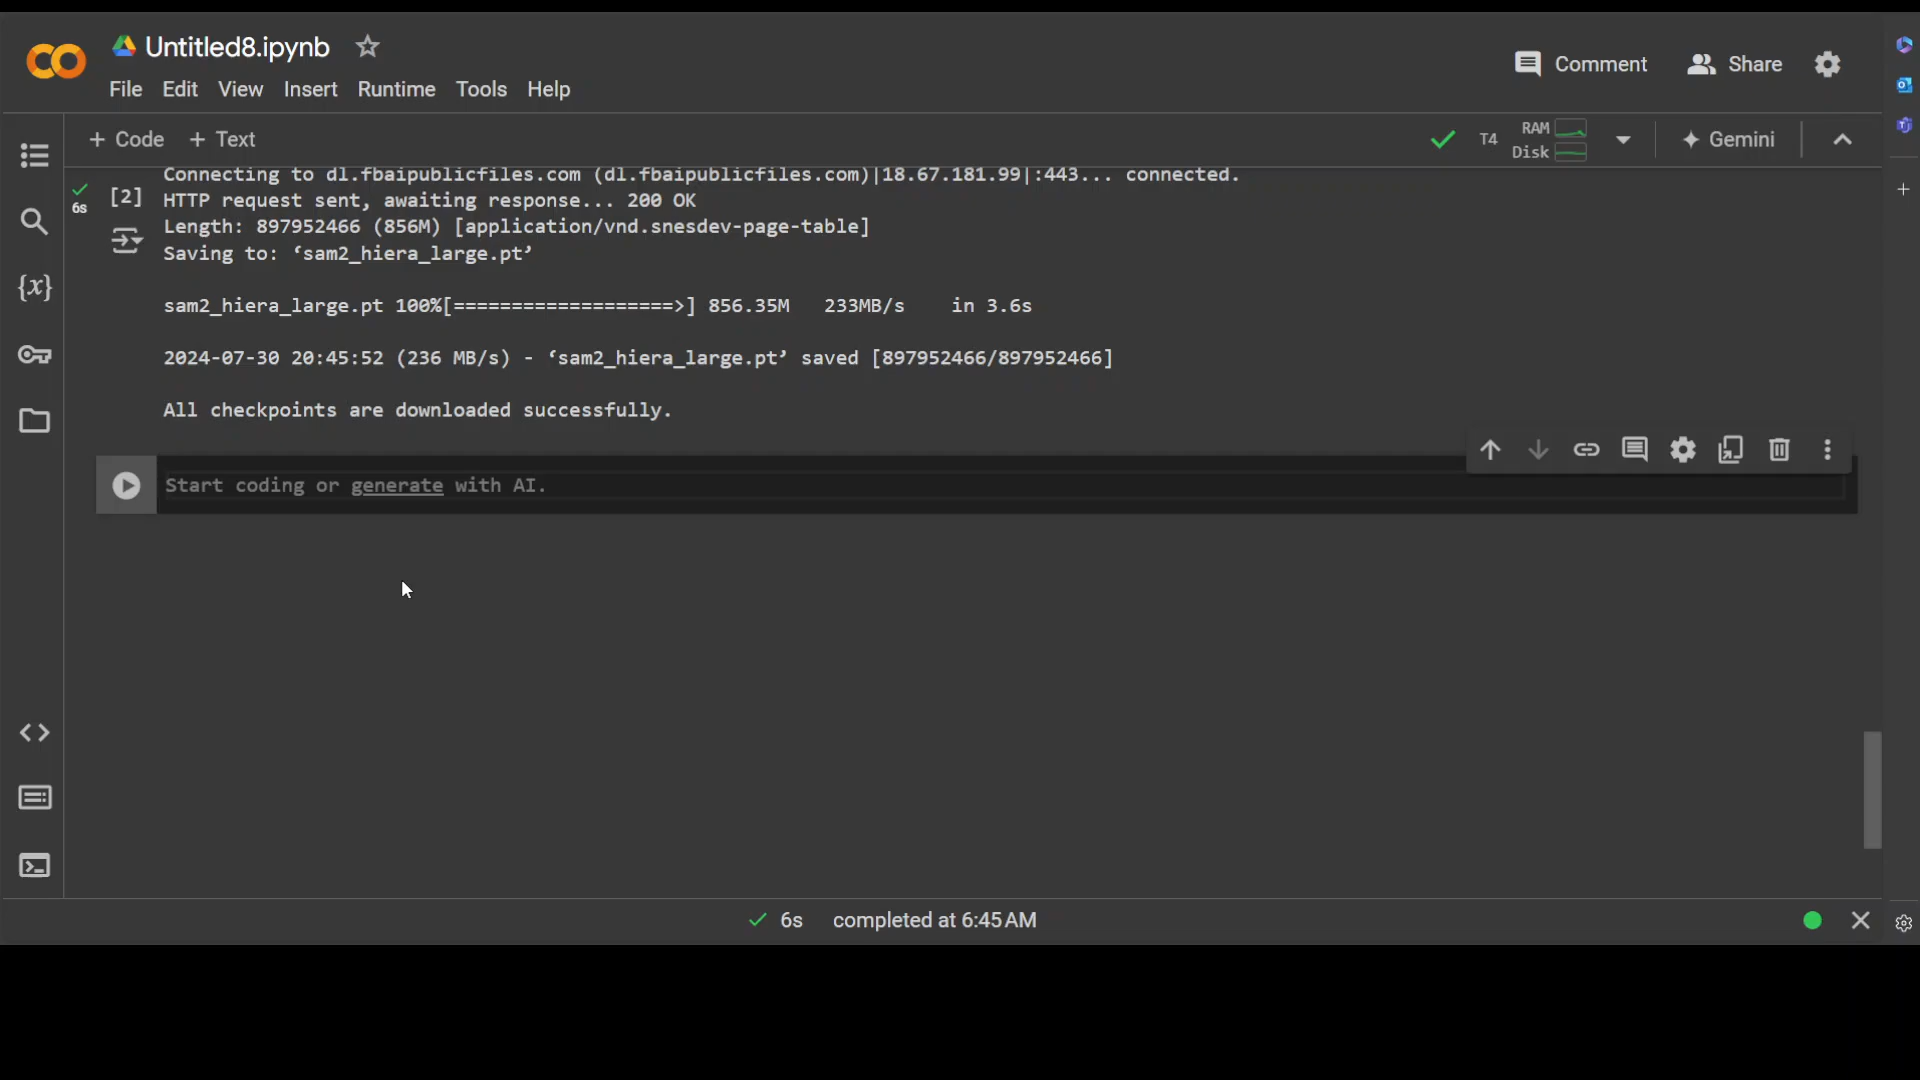 Untitled8.ipynb
Comment
Share
File Edit View Insert Runtime Tools Help
+ Code + Text
T4
RAM
Disk
Gemini
Connecting to dl.fbaipublicfiles.com (dl.fbaipublicfiles.com)|18.67.181.99|:443... connected.
6s
[2]
HTTP request sent, awaiting response... 200 OK
Length: 897952466 (856M) [application/vnd.snesdev-page-table]
Saving to: ‘sam2_hiera_large.pt’
{x}
sam2_hiera_large.pt 100%[===================>] 856.35M 233MB/s in 3.6s
2024-07-30 20:45:52 (236 MB/s) - ‘sam2_hiera_large.pt’ saved [897952466/897952466]
All checkpoints are downloaded successfully.
Start coding or generate with AI.
6s completed at 6:45 AM